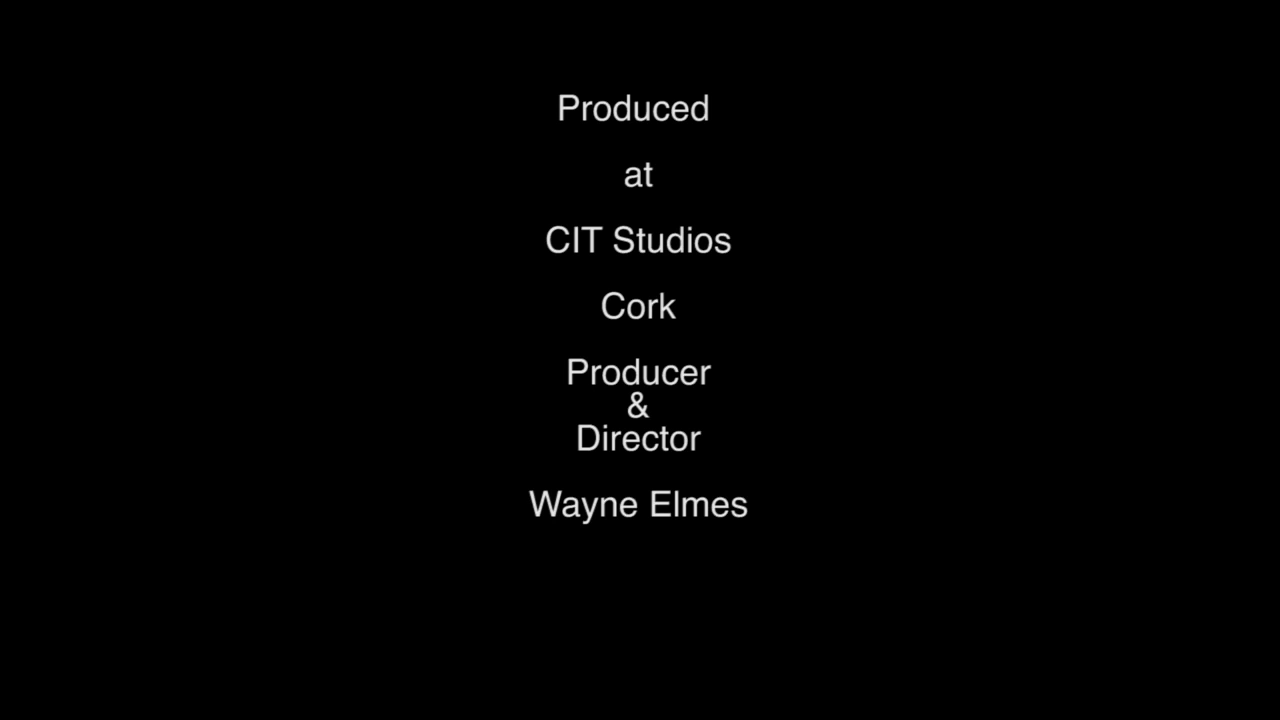 Produced
at
CIT Studios
Cork
Producer
&
Director
Wayne Elmes